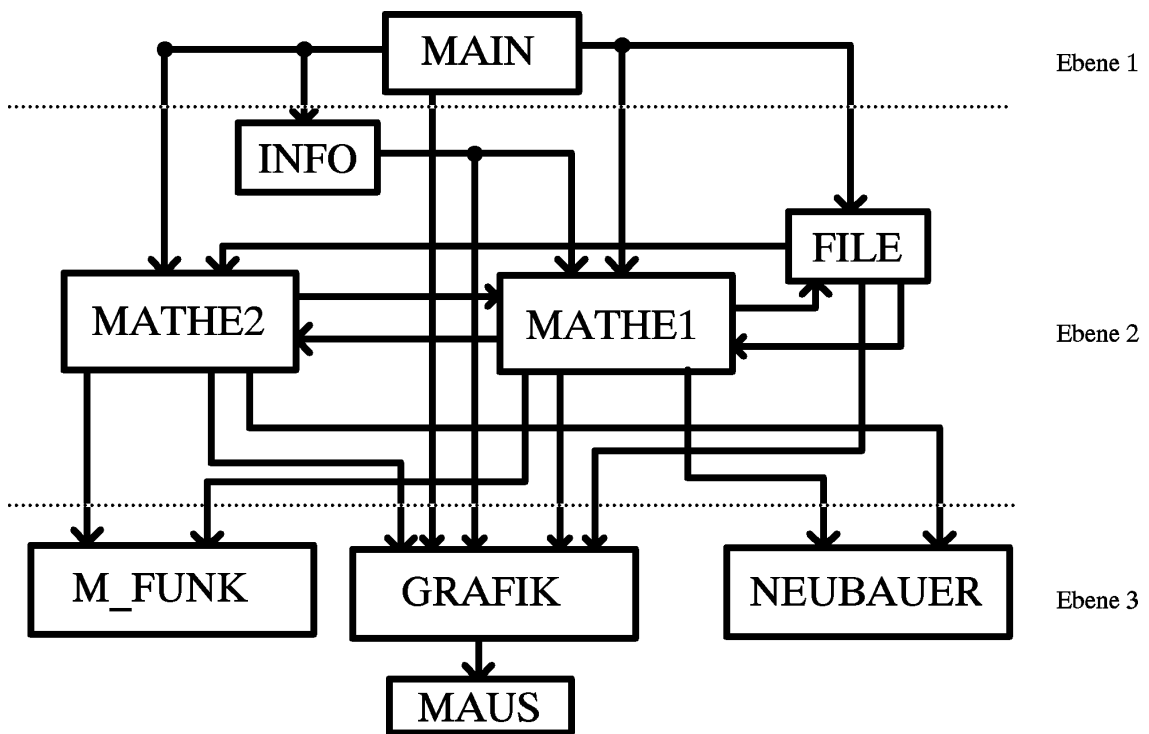 MAIN
Ebene 1
INFO
FILE
MATHE2
MATHE1
Ebene 2
M_FUNK
GRAFIK
NEUBAUER
Ebene 3
MAUS